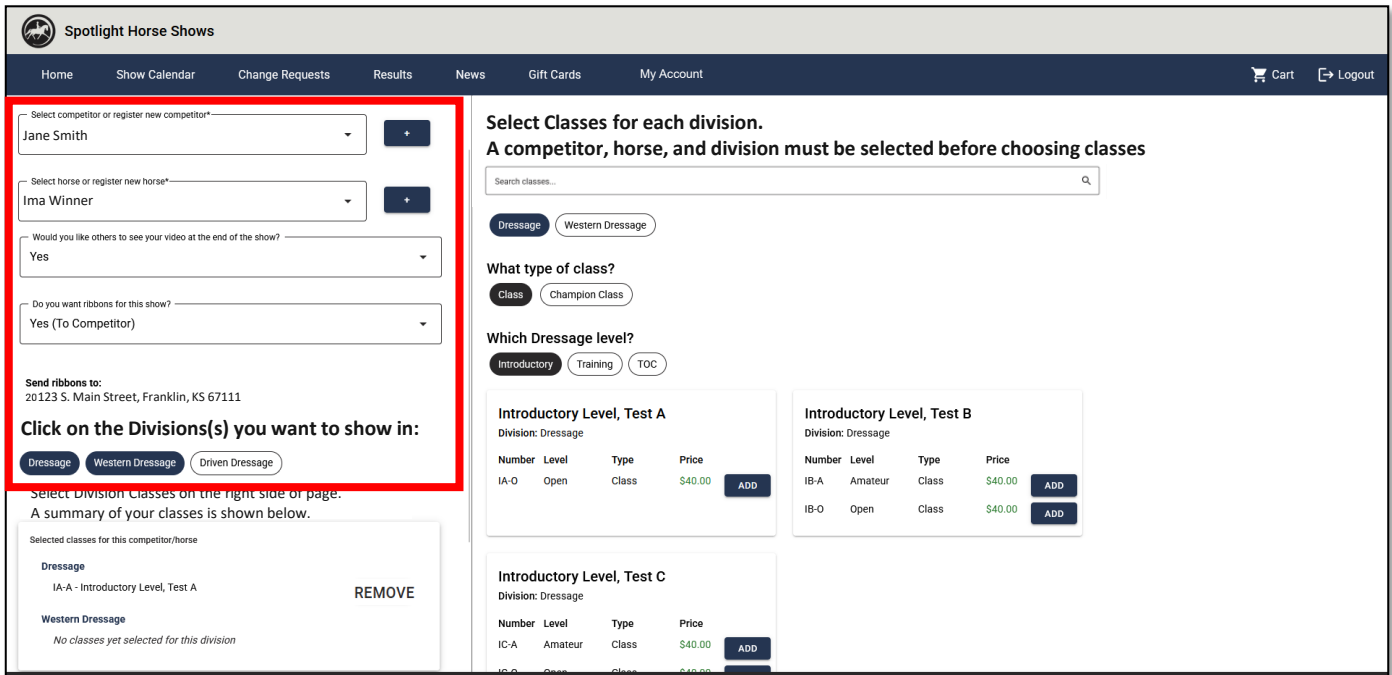 Spotlight Horse Shows
Home Show Calendar Change Requests Results News Gift Cards My Account Cart Logout
Select competitor or register new competitor*
Jane Smith
+
Select horse or register new horse*
Ima Winner
+
Would you like others to see your video at the end of the show?
Yes
Do you want ribbons for this show?
Yes (To Competitor)
Send ribbons to:
20123 S. Main Street, Franklin, KS 67111
Click on the Divisions(s) you want to show in:
Dressage Western Dressage Driven Dressage
Select Division Classes on the right side of page.
A summary of your classes is shown below.
Selected classes for this competitor/horse
Dressage
IA-A - Introductory Level, Test A
REMOVE
Western Dressage
No classes yet selected for this division
Select Classes for each division.
A competitor, horse, and division must be selected before choosing classes
Search classes...
Dressage Western Dressage
What type of class?
Class Champion Class
Which Dressage level?
Introductory Training TOC
Introductory Level, Test A
Division: Dressage
Number Level Type Price
IA-O Open Class $40.00 ADD
Introductory Level, Test B
Division: Dressage
Number Level Type Price
IB-A Amateur Class $40.00 ADD
IB-O Open Class $40.00 ADD
Introductory Level, Test C
Division: Dressage
Number Level Type Price
IC-A Amateur Class $40.00 ADD
IC-O Open Class $40.00